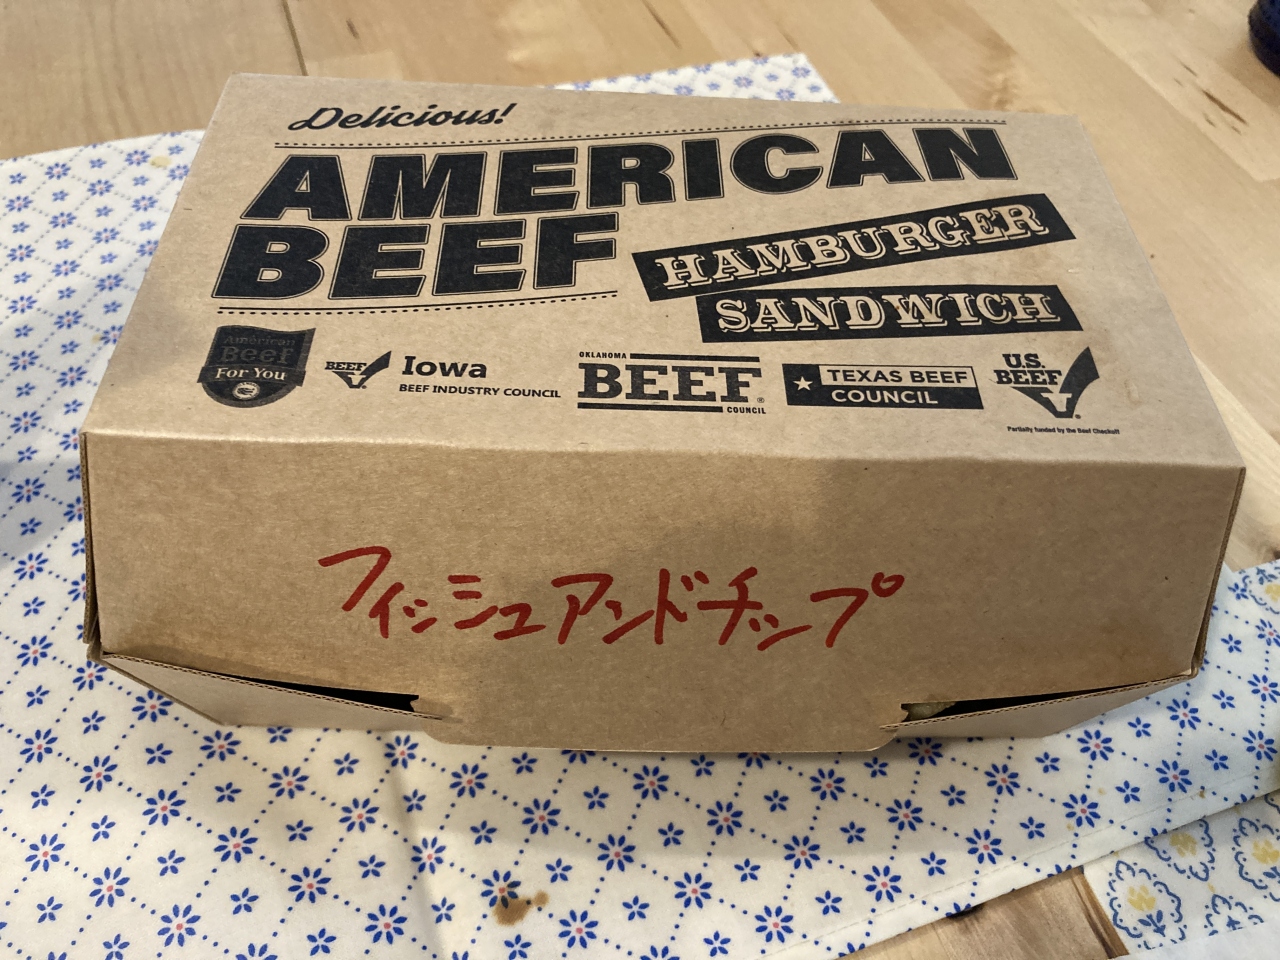 Delicious!
AMERICAN
BEEF
HAMBURGER
SANDWICH
American
Beef
For You
BEEF
Iowa
BEEF INDUSTRY COUNCIL
OKLAHOMA
BEEF®
COUNCIL
TEXAS BEEF
COUNCIL
U.S.
BEEF
®
Partially funded by the Beef Checkoff
フィッシュアンドチップ